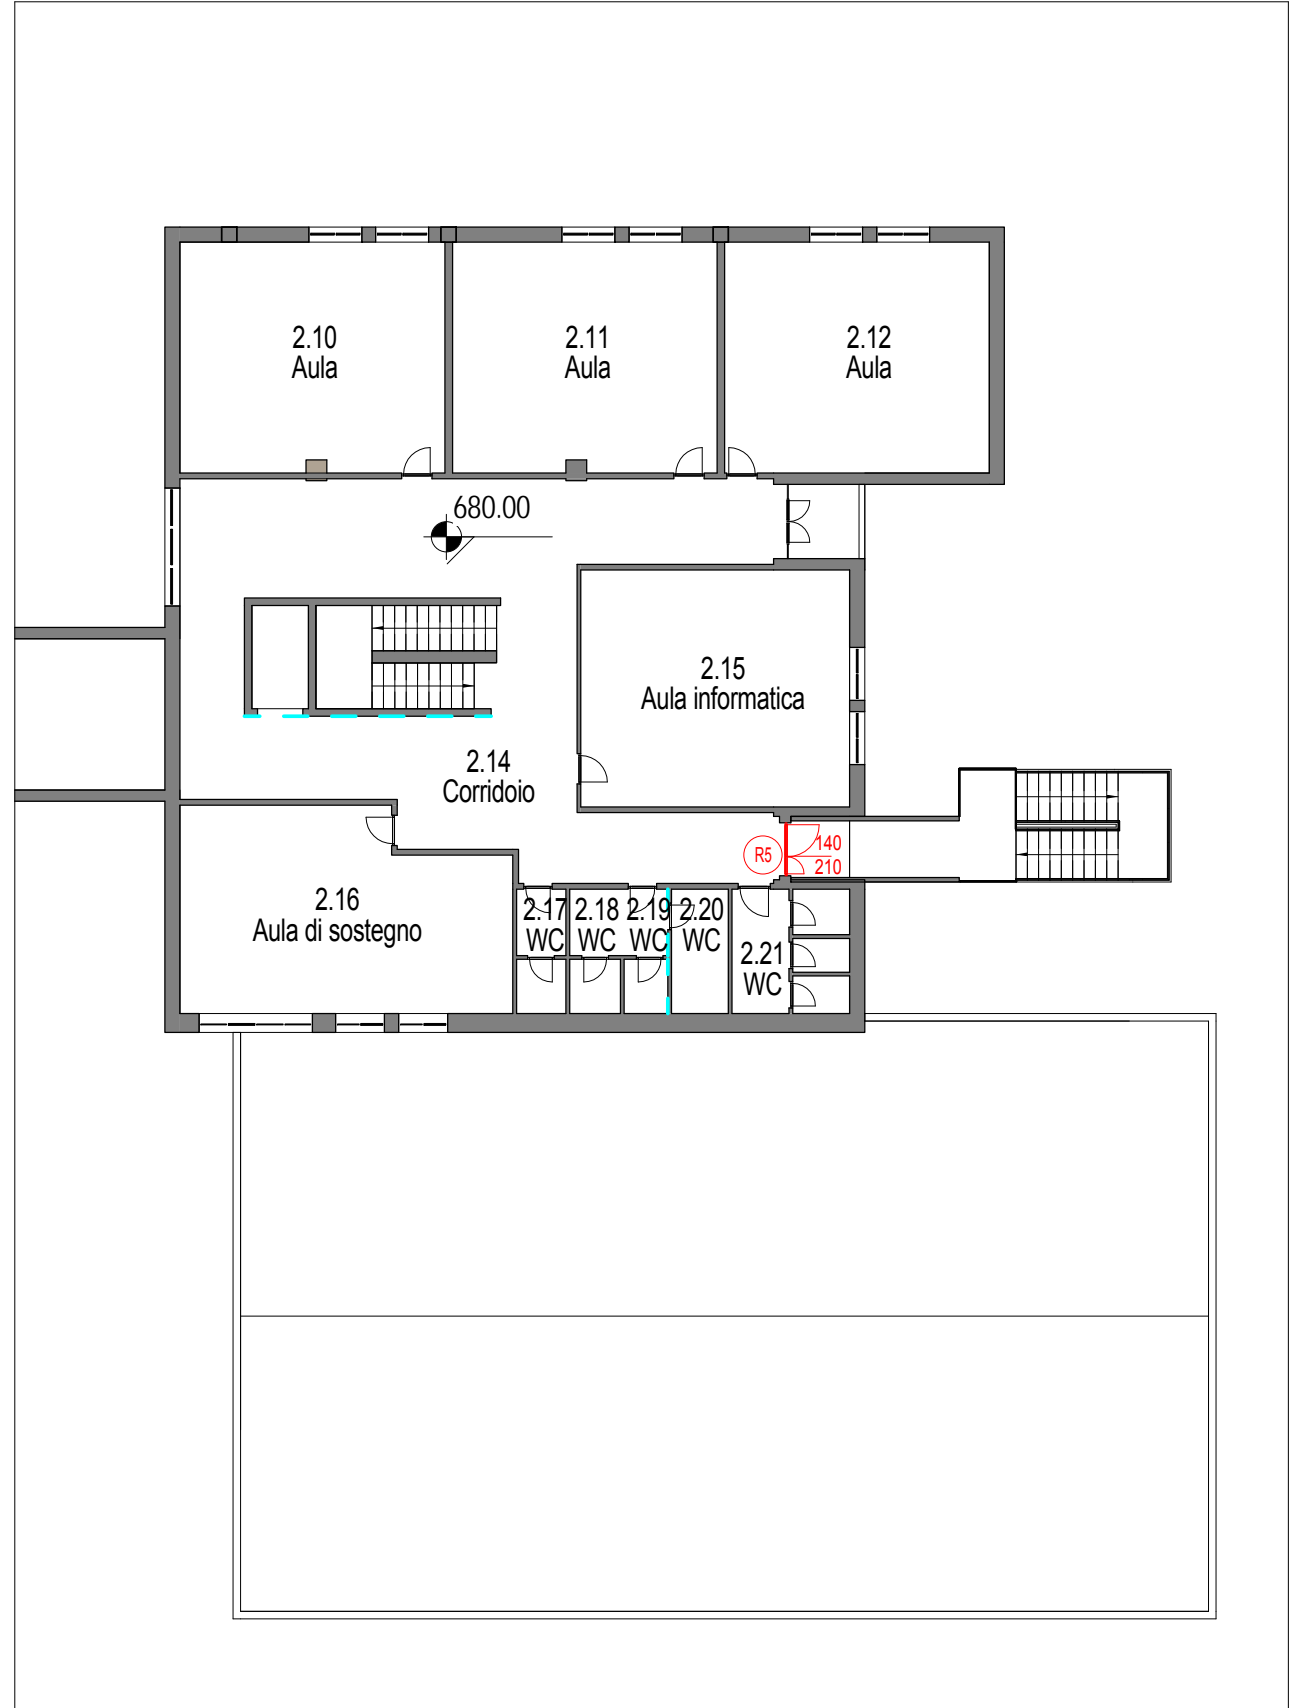 2.10
Aula
2.11
Aula
2.12
Aula
680.00
2.15
Aula informatica
2.14
Corridoio
R5
140
210
2.16
Aula di sostegno
2.17
WC
2.18
WC
2.19
WC
2.20
WC
2.21
WC